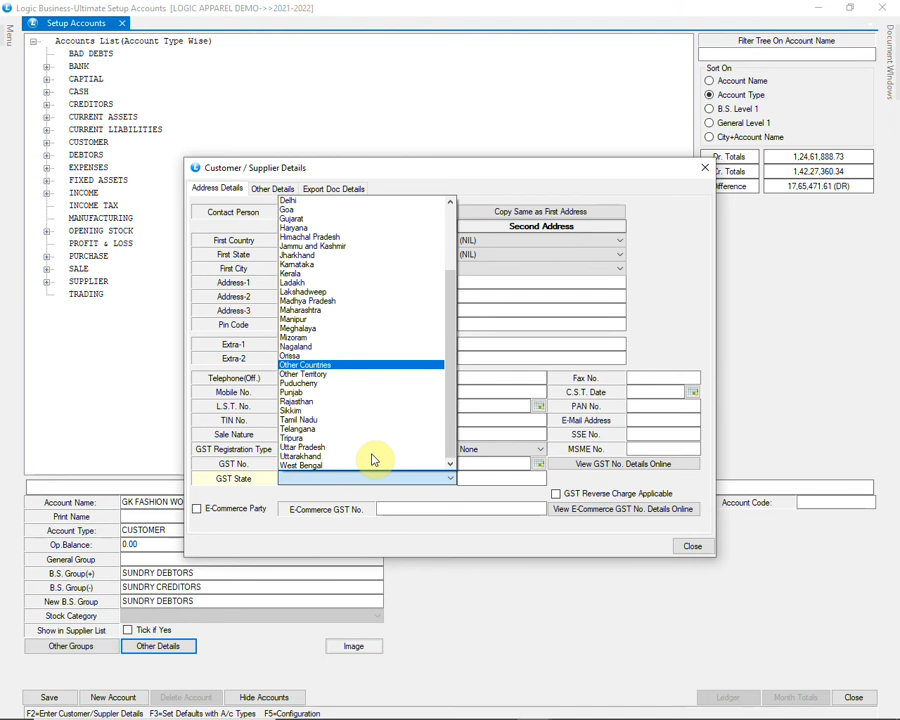 Logic Business-Ultimate Setup Accounts [LOGIC APPAREL DEMO->>2021-2022]
Menu
Setup Accounts
Document Windows
Accounts List(Account Type Wise)
BAD DEBTS
BANK
CAPTIAL
CASH
CREDITORS
CURRENT ASSETS
CURRENT LIABILITIES
CUSTOMER
DEBTORS
EXPENSES
FIXED ASSETS
INCOME
INCOME TAX
MANUFACTURING
OPENING STOCK
PROFIT & LOSS
PURCHASE
SALE
SUPPLIER
TRADING
Filter Tree On Account Name
Sort On
Account Name
Account Type
B.S. Level 1
General Level 1
City+Account Name
Dr. Totals 1,24,61,888.73
Cr. Totals 1,42,27,360.34
17,65,471.61 (DR)
Customer / Supplier Details
Address Details Other Details Export Doc Details
Contact Person
First Country
First State
First City
Address-1
Address-2
Address-3
Pin Code
Extra-1
Extra-2
Telephone(Off.)
Mobile No.
L.S.T. No.
TIN No.
Sale Nature
GST Registration Type
GST No.
GST State
Delhi
Goa
Gujarat
Haryana
Himachal Pradesh
Jammu and Kashmir
Jharkhand
Karnataka
Kerala
Ladakh
Lakshadweep
Madhya Pradesh
Maharashtra
Manipur
Meghalaya
Mizoram
Nagaland
Orissa
Other Countries
Other Territory
Puducherry
Punjab
Rajasthan
Sikkim
Tamil Nadu
Telangana
Tripura
Uttar Pradesh
Uttarakhand
West Bengal
Copy Same as First Address
Second Address
(NIL)
(NIL)
Fax No.
C.S.T. Date
PAN No.
E-Mail Address
SSE No.
None MSME No.
View GST No. Details Online
GST Reverse Charge Applicable
E-Commerce Party E-Commerce GST No. View E-Commerce GST No. Details Online
Close
Account Name: GK FASHION WO
Print Name
Account Type: CUSTOMER
Op.Balance: 0.00
General Group
B.S. Group(+) SUNDRY DEBTORS
B.S. Group(-) SUNDRY CREDITORS
New B.S. Group SUNDRY DEBTORS
Stock Category
Show in Supplier List Tick if Yes
Other Groups Other Details Image
Account Code:
Save New Account Delete Account Hide Accounts Ledger Month Totals Close
F2=Enter Customer/Suppler Details F3=Set Defaults with A/c Types F5=Configuration